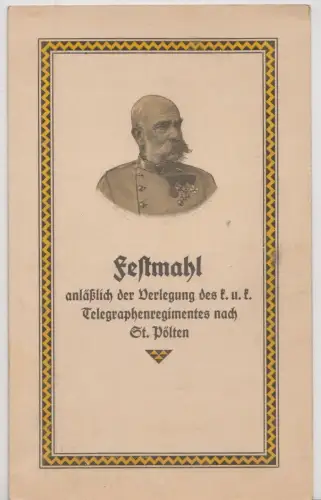 Festmahl
anläßlich der Verlegung des k. u. k.
Telegraphenregimentes nach
St. Pölten